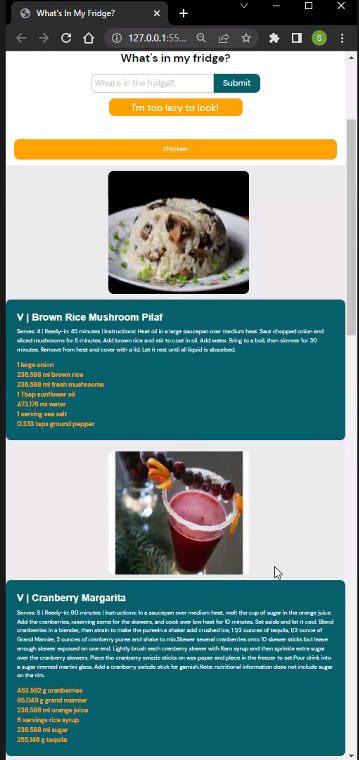 What's In My Fridge?
127.0.0.1:55...
S
What's in my fridge?
What's in the fridge?.
Submit
I'm too lazy to look!
chicken
V | Brown Rice Mushroom Pilaf
Serves: 4 | Ready-in: 45 minutes | Instructions: Heat oil in a large saucepan over medium heat. Saut chopped onion and
sliced mushrooms for 5 minutes. Add brown rice and stir to coat in oil. Add water. Bring to a boil, then simmer for 30
minutes. Remove from heat and cover with a lid. Let it rest until all liquid is absorbed.
1 large onion
236.588 ml brown rice
236.588 ml fresh mushrooms
1 Tbsp sunflower oil
473.176 ml water
1 serving sea salt
0.333 tsps ground pepper
V | Cranberry Margarita
Serves: 6 | Ready-in: 60 minutes | Instructions: In a saucepan over medium heat, melt the cup of sugar in the orange juice.
Add the cranberries, reserving some for the skewers, and cook over low heat for 10 minutes. Set aside and let it cool. Blend
cranberries in a blender, then strain to make the pureeIn a shaker add crushed ice, 1 1/2 ounces of tequila, 1/2 ounce of
Grand Marnier, 2 ounces of cranberry puree and shake to mix.Skewer several cranberries onto 10 skewer sticks but leave
enough skewer exposed on one end. Lightly brush each cranberry skewer with Karo syrup and then sprinkle extra sugar
over the cranberry skewers. Place the cranberry swizzle sticks on wax paper and place in the freezer to set.Pour drink into
a sugar rimmed martini glass. Add a cranberry swizzle stick for garnish.Note: nutritional information does not include sugar
on the rim.
453.592 g cranberries
85.049 g grand marnier
236.588 ml orange juice
6 servings rice syrup
236.588 ml sugar
255.146 g tequila